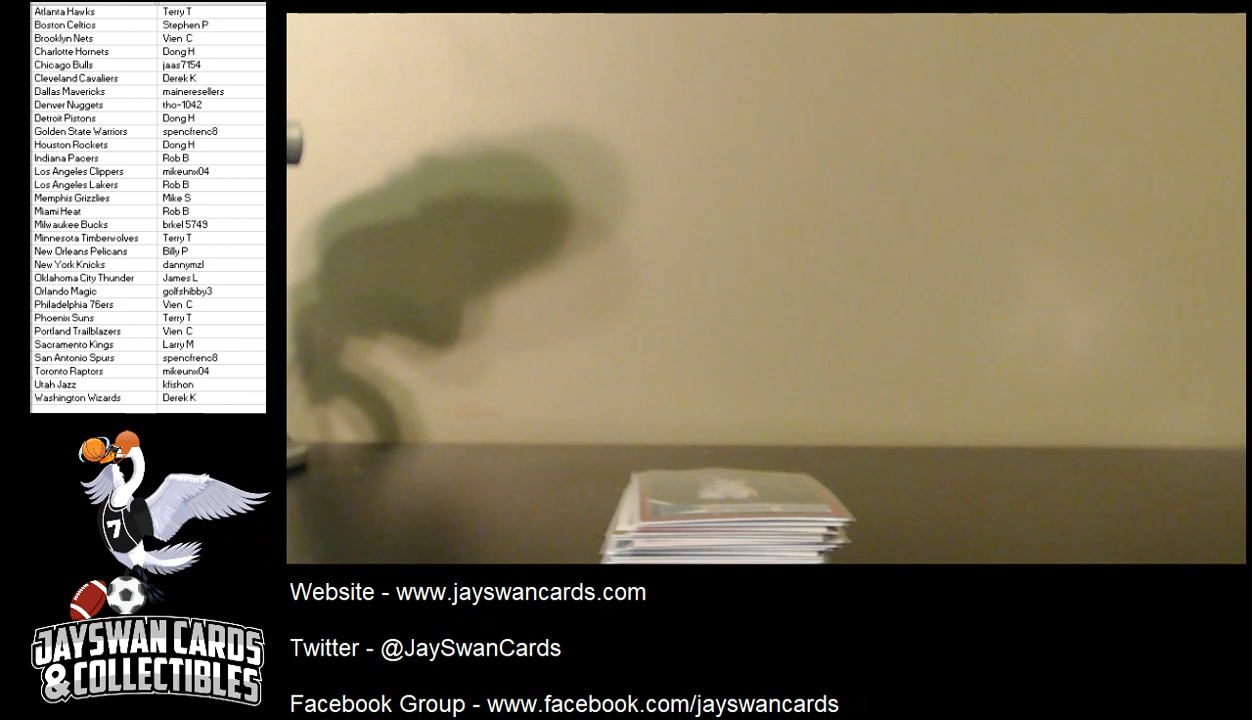 Atlanta Hawks Terry T
Boston Celtics Stephen P
Brooklyn Nets Vien C
Charlotte Hornets Dong H
Chicago Bulls jaas7154
Cleveland Cavaliers Derek K
Dallas Mavericks maineresellers
Denver Nuggets tho-1042
Detroit Pistons Dong H
Golden State Warriors spencfrenc8
Houston Rockets Dong H
Indiana Pacers Rob B
Los Angeles Clippers mikeunx04
Los Angeles Lakers Rob B
Memphis Grizzlies Mike S
Miami Heat Rob B
Milwaukee Bucks brkel5749
Minnesota Timberwolves Terry T
New Orleans Pelicans Billy P
New York Knicks dannymzl
Oklahoma City Thunder James L
Orlando Magic golfshibby3
Philadelphia 76ers Vien C
Phoenix Suns Terry T
Portland Trailblazers Vien C
Sacramento Kings Larry M
San Antonio Spurs spencfrenc8
Toronto Raptors mikeunx04
Utah Jazz kfishon
Washington Wizards Derek K
7
JAYSWAN CARDS
& COLLECTIBLES
Website - www.jayswancards.com
Twitter - @JaySwanCards
Facebook Group - www.facebook.com/jayswancards